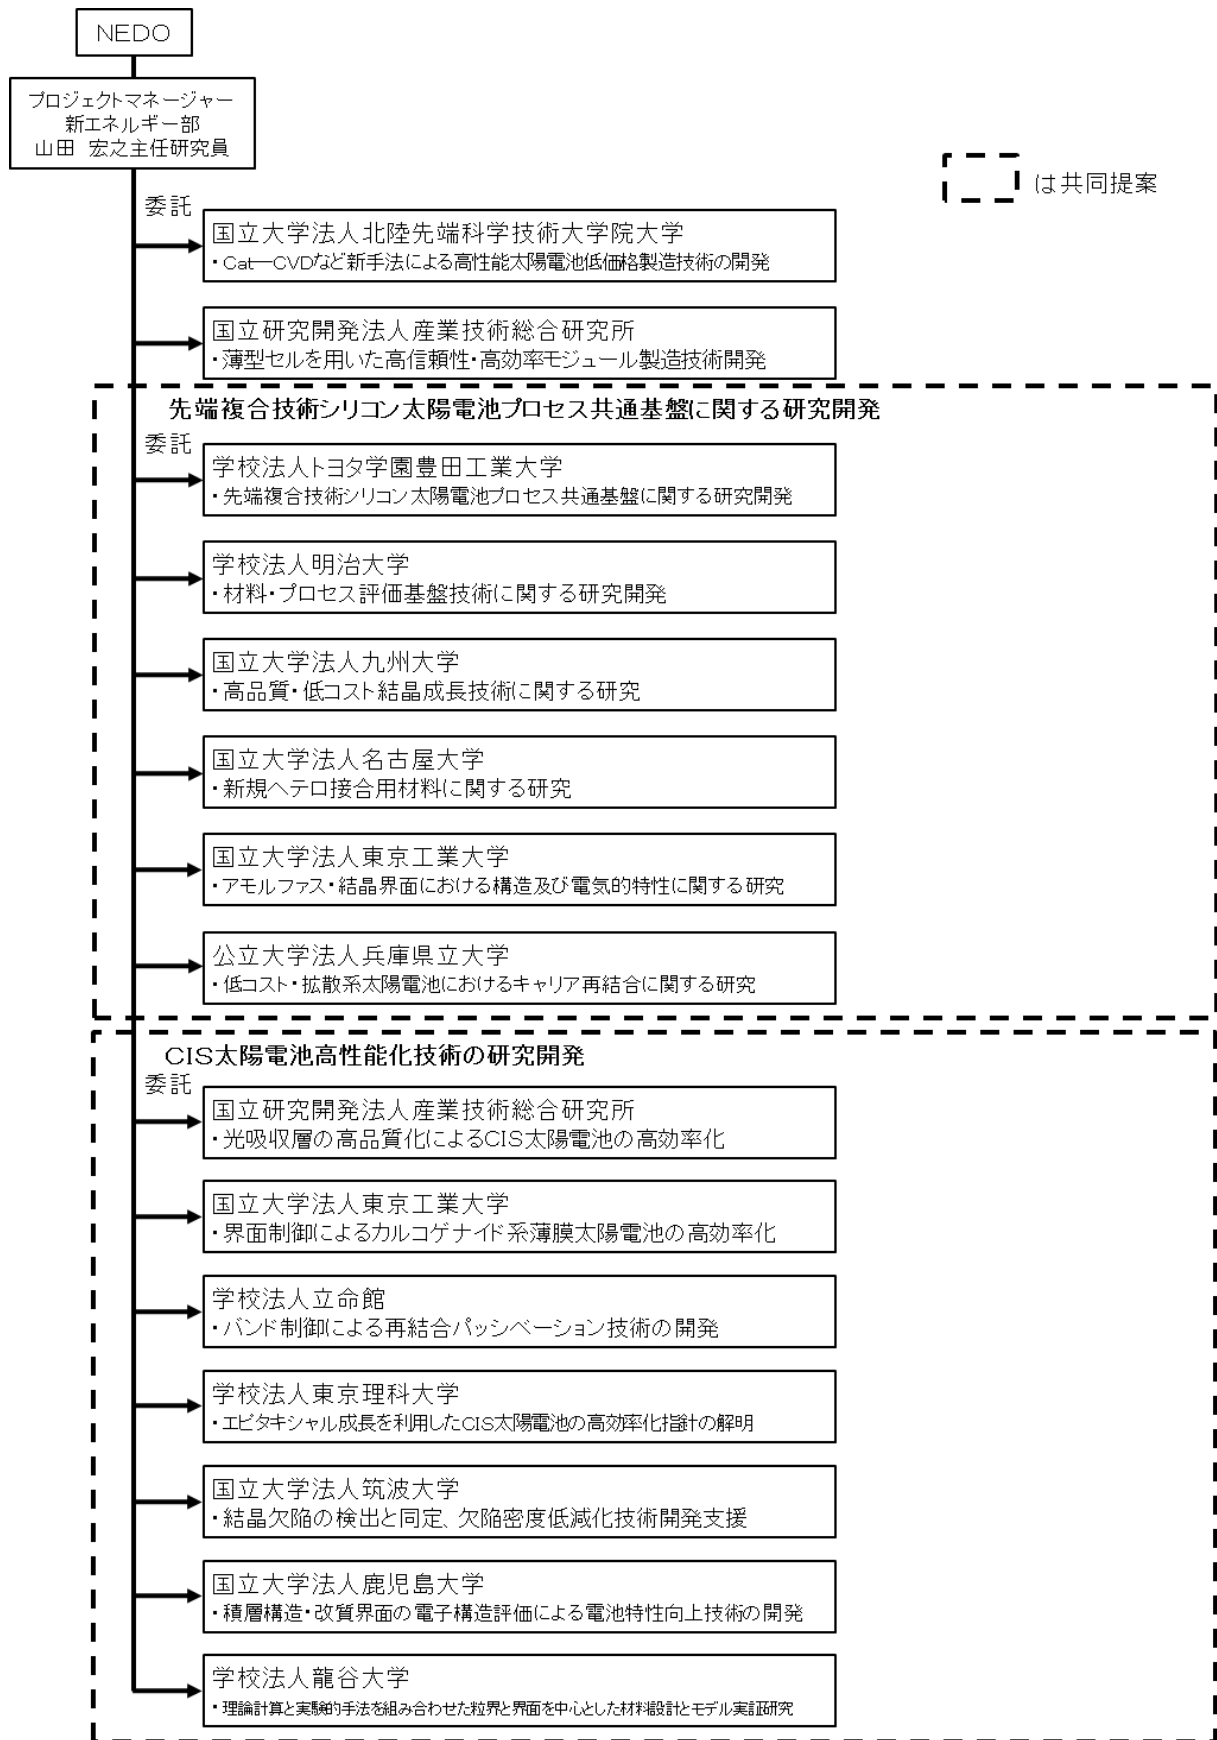 NEDO
プロジェクトマネージャー
新エネルギー部
山田 宏之主任研究員
は共同提案
委託
国立大学法人北陸先端科学技術大学院大学
・Cat―CVDなど新手法による高性能太陽電池低価格製造技術の開発
国立研究開発法人産業技術総合研究所
・薄型セルを用いた高信頼性・高効率モジュール製造技術開発
先端複合技術シリコン太陽電池プロセス共通基盤に関する研究開発
委託
学校法人トヨタ学園豊田工業大学
・先端複合技術シリコン太陽電池プロセス共通基盤に関する研究開発
学校法人明治大学
・材料・プロセス評価基盤技術に関する研究開発
国立大学法人九州大学
・高品質・低コスト結晶成長技術に関する研究
国立大学法人名古屋大学
・新規ヘテロ接合用材料に関する研究
国立大学法人東京工業大学
・アモルファス・結晶界面における構造及び電気的特性に関する研究
公立大学法人兵庫県立大学
・低コスト・拡散系太陽電池におけるキャリア再結合に関する研究
CIS太陽電池高性能化技術の研究開発
委託
国立研究開発法人産業技術総合研究所
・光吸収層の高品質化によるCIS太陽電池の高効率化
国立大学法人東京工業大学
・界面制御によるカルコゲナイド系薄膜太陽電池の高効率化
学校法人立命館
・バンド制御による再結合パッシベーション技術の開発
学校法人東京理科大学
・エピタキシャル成長を利用したCIS太陽電池の高効率化指針の解明
国立大学法人筑波大学
・結晶欠陥の検出と同定、欠陥密度低減化技術開発支援
国立大学法人鹿児島大学
・積層構造・改質界面の電子構造評価による電池特性向上技術の開発
学校法人龍谷大学
・理論計算と実験的手法を組み合わせた粒界と界面を中心とした材料設計とモデル実証研究